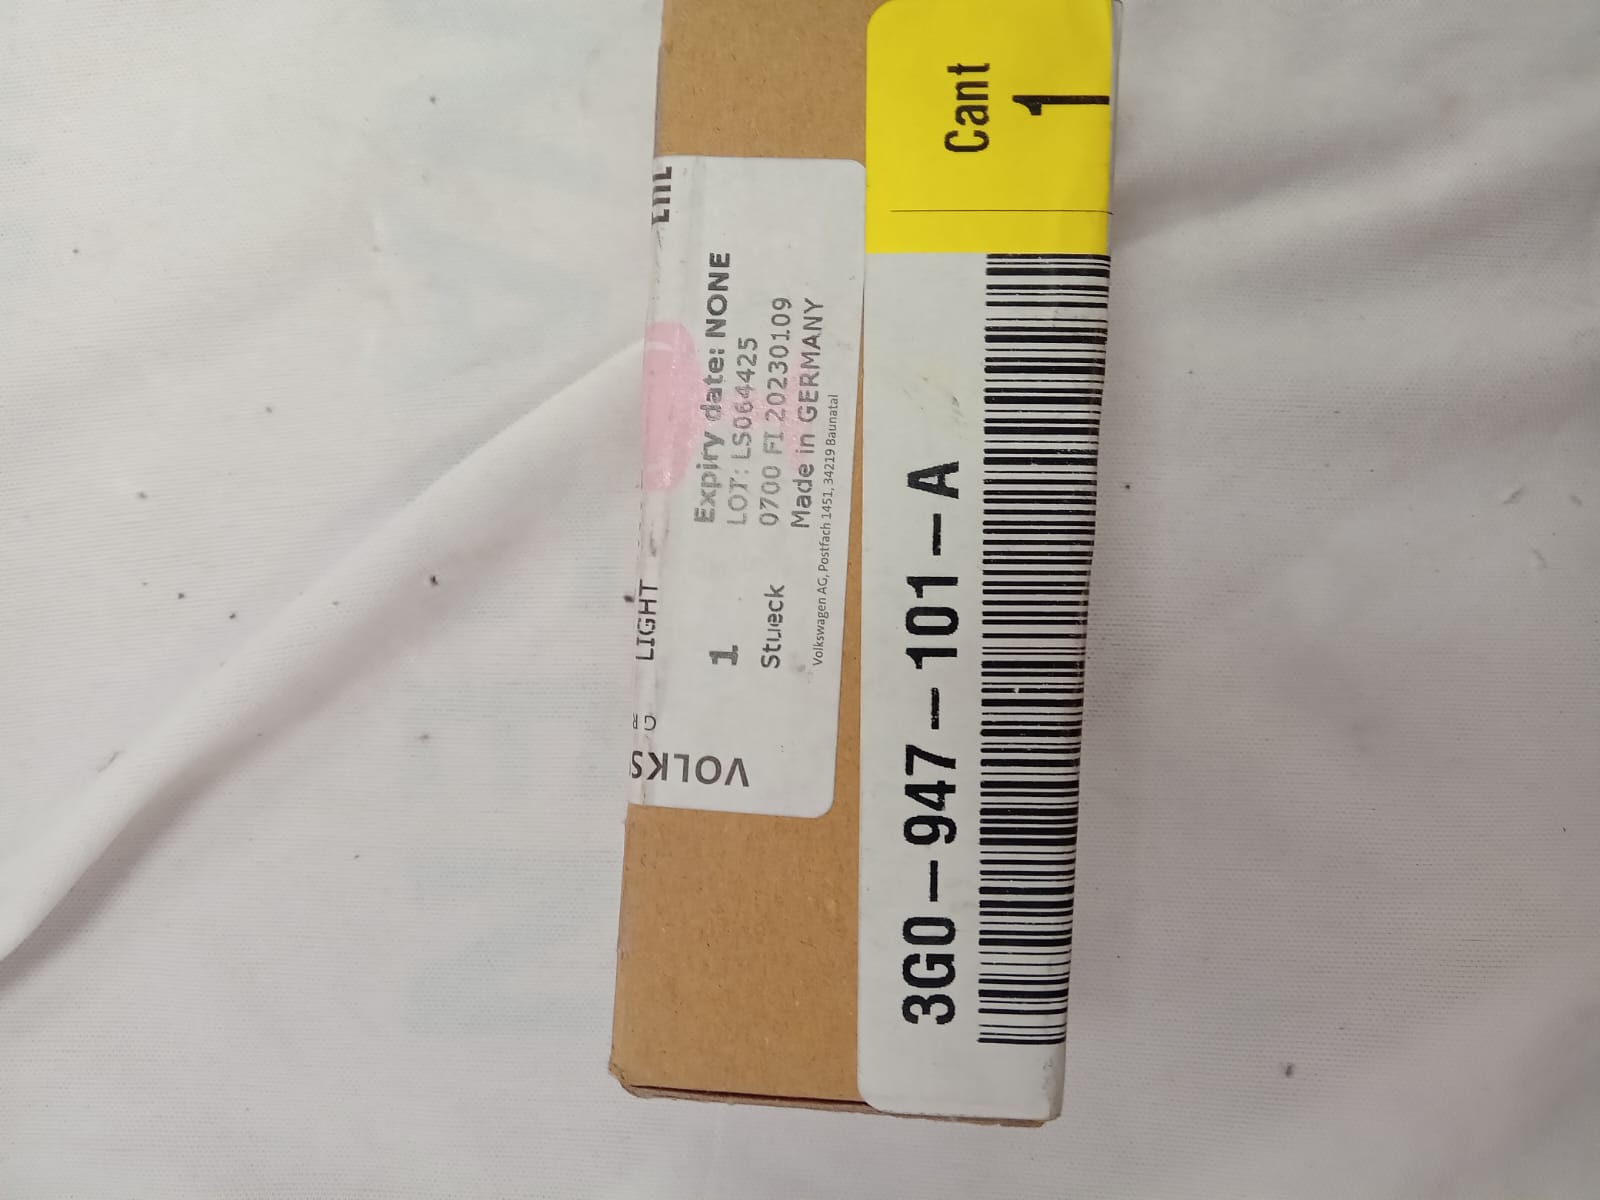 Cant
1
3G0-947-101-A
LIGHT
Expiry date: NONE
LOT: LS064425
1
0700 FI 20230109
Stueck
Made in GERMANY
Volkswagen AG, Postfach 1451, 34219 Baunatal
VOLKS